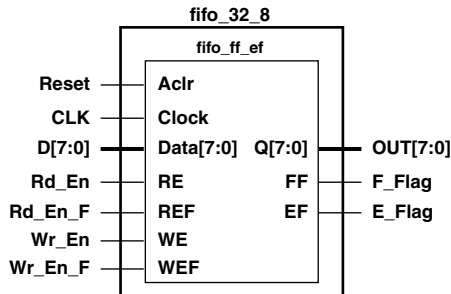 fifo_32_8
fifo_ff_ef
Reset Aclr
CLK Clock
D[7:0] Data[7:0] Q[7:0] OUT[7:0]
Rd_En RE FF F_Flag
Rd_En_F REF EF E_Flag
Wr_En WE
Wr_En_F WEF